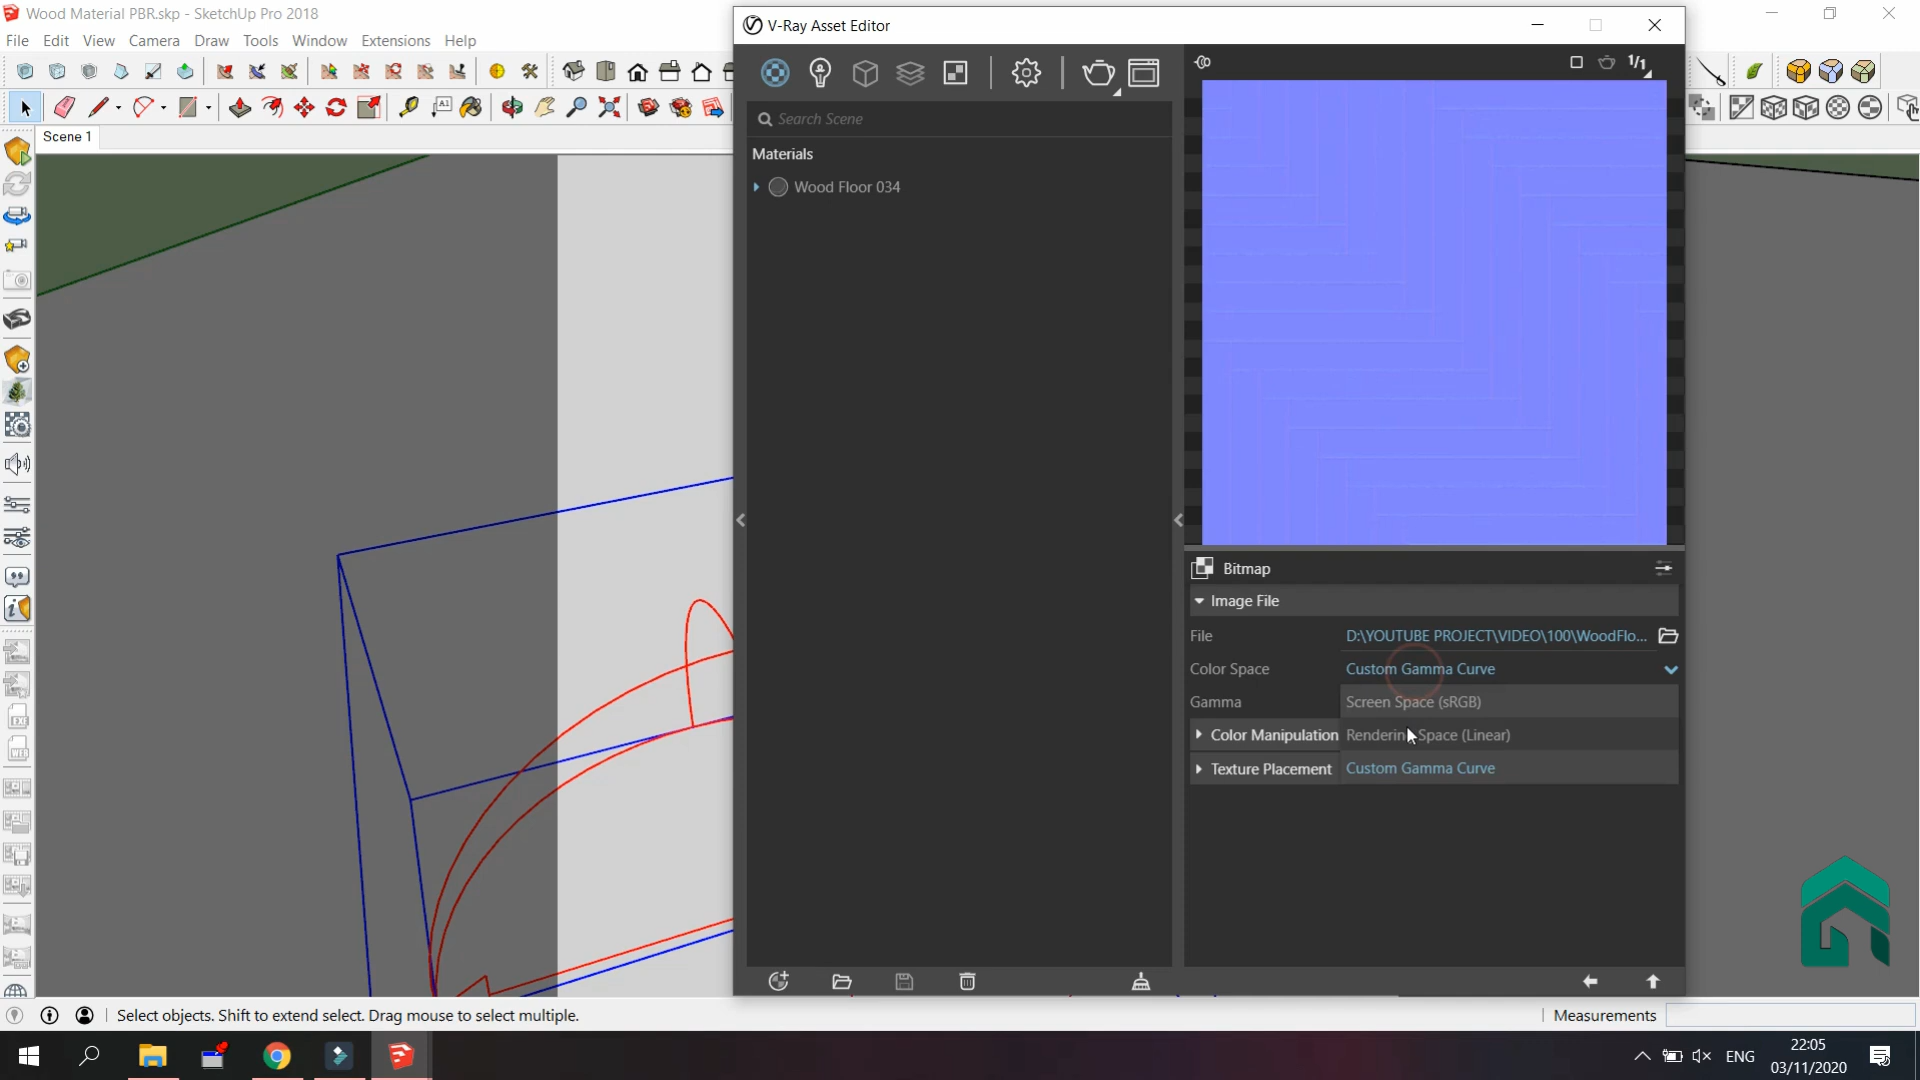 Wood Material PBR.skp - SketchUp Pro 2018
File Edit View Camera Draw Tools Window Extensions Help
Scene 1
V-Ray Asset Editor
Search Scene
Materials
Wood Floor 034
1/1
Bitmap
Image File
File D:\YOUTUBE PROJECT\VIDEO\100\WoodFlo...
Color Space Custom Gamma Curve
Gamma Screen Space (sRGB)
Color Manipulation Space (Linear)
Texture Placement Custom Gamma Curve
Select objects. Shift to extend select. Drag mouse to select multiple.
Measurements
ENG
22:05
03/11/2020